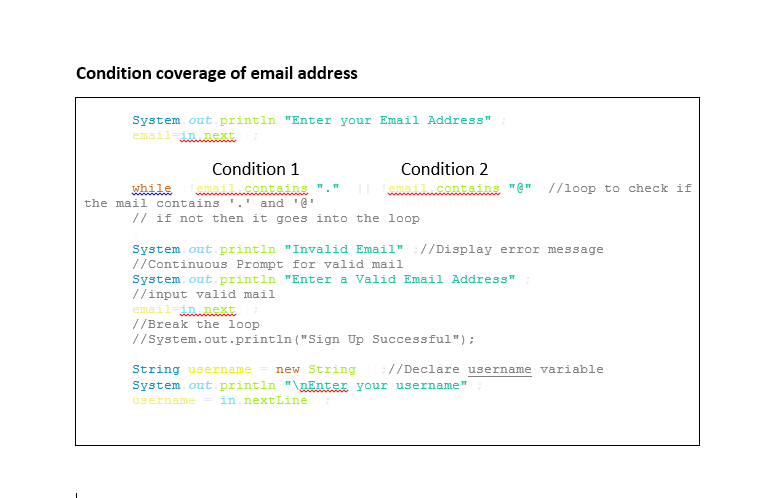 Condition coverage of email address
System.out.println "Enter your Email Address" ;
email=in.next ;
Condition 1 Condition 2
while !email.contains "." || !email.contains "@" //loop to check if
the mail contains '.' and '@'
// if not then it goes into the loop
System.out.println "Invalid Email" ;//Display error message
//Continuous Prompt for valid mail
System.out.println "Enter a Valid Email Address" ;
//input valid mail
email=in.next ;
//Break the loop
//System.out.println("Sign Up Successful");
String username = new String ;//Declare username variable
System.out.println "\nEnter your username" ;
username = in.nextLine ;